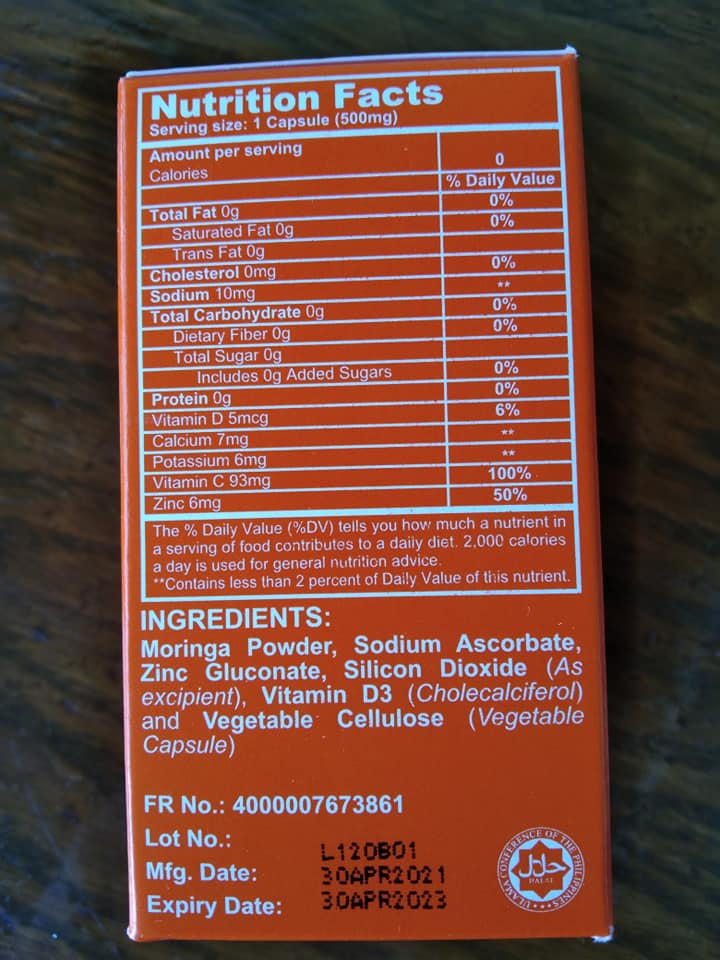 Nutrition Facts
Serving size: 1 Capsule (500mg)
Amount per serving
Calories 0
% Daily Value
Total Fat 0g 0%
Saturated Fat 0g 0%
Trans Fat 0g
Cholesterol 0mg 0%
Sodium 10mg **
Total Carbohydrate 0g 0%
Dietary Fiber 0g 0%
Total Sugar 0g
Includes 0g Added Sugars 0%
Protein 0g 0%
Vitamin D 5mcg 6%
Calcium 7mg **
Potassium 6mg **
Vitamin C 93mg 100%
Zinc 6mg 50%
The % Daily Value (%DV) tells you how much a nutrient in
a serving of food contributes to a daily diet. 2,000 calories
a day is used for general nutrition advice.
**Contains less than 2 percent of Daily Value of this nutrient.
INGREDIENTS:
Moringa Powder, Sodium Ascorbate,
Zinc Gluconate, Silicon Dioxide (As
excipient), Vitamin D3 (Cholecalciferol)
and Vegetable Cellulose (Vegetable
Capsule)
FR No.: 4000007673861
Lot No.: L120B01
Mfg. Date: 30APR2021
Expiry Date: 30APR2023
ULAMA CONFERENCE OF THE PHILIPPINES
حلال
HALAL